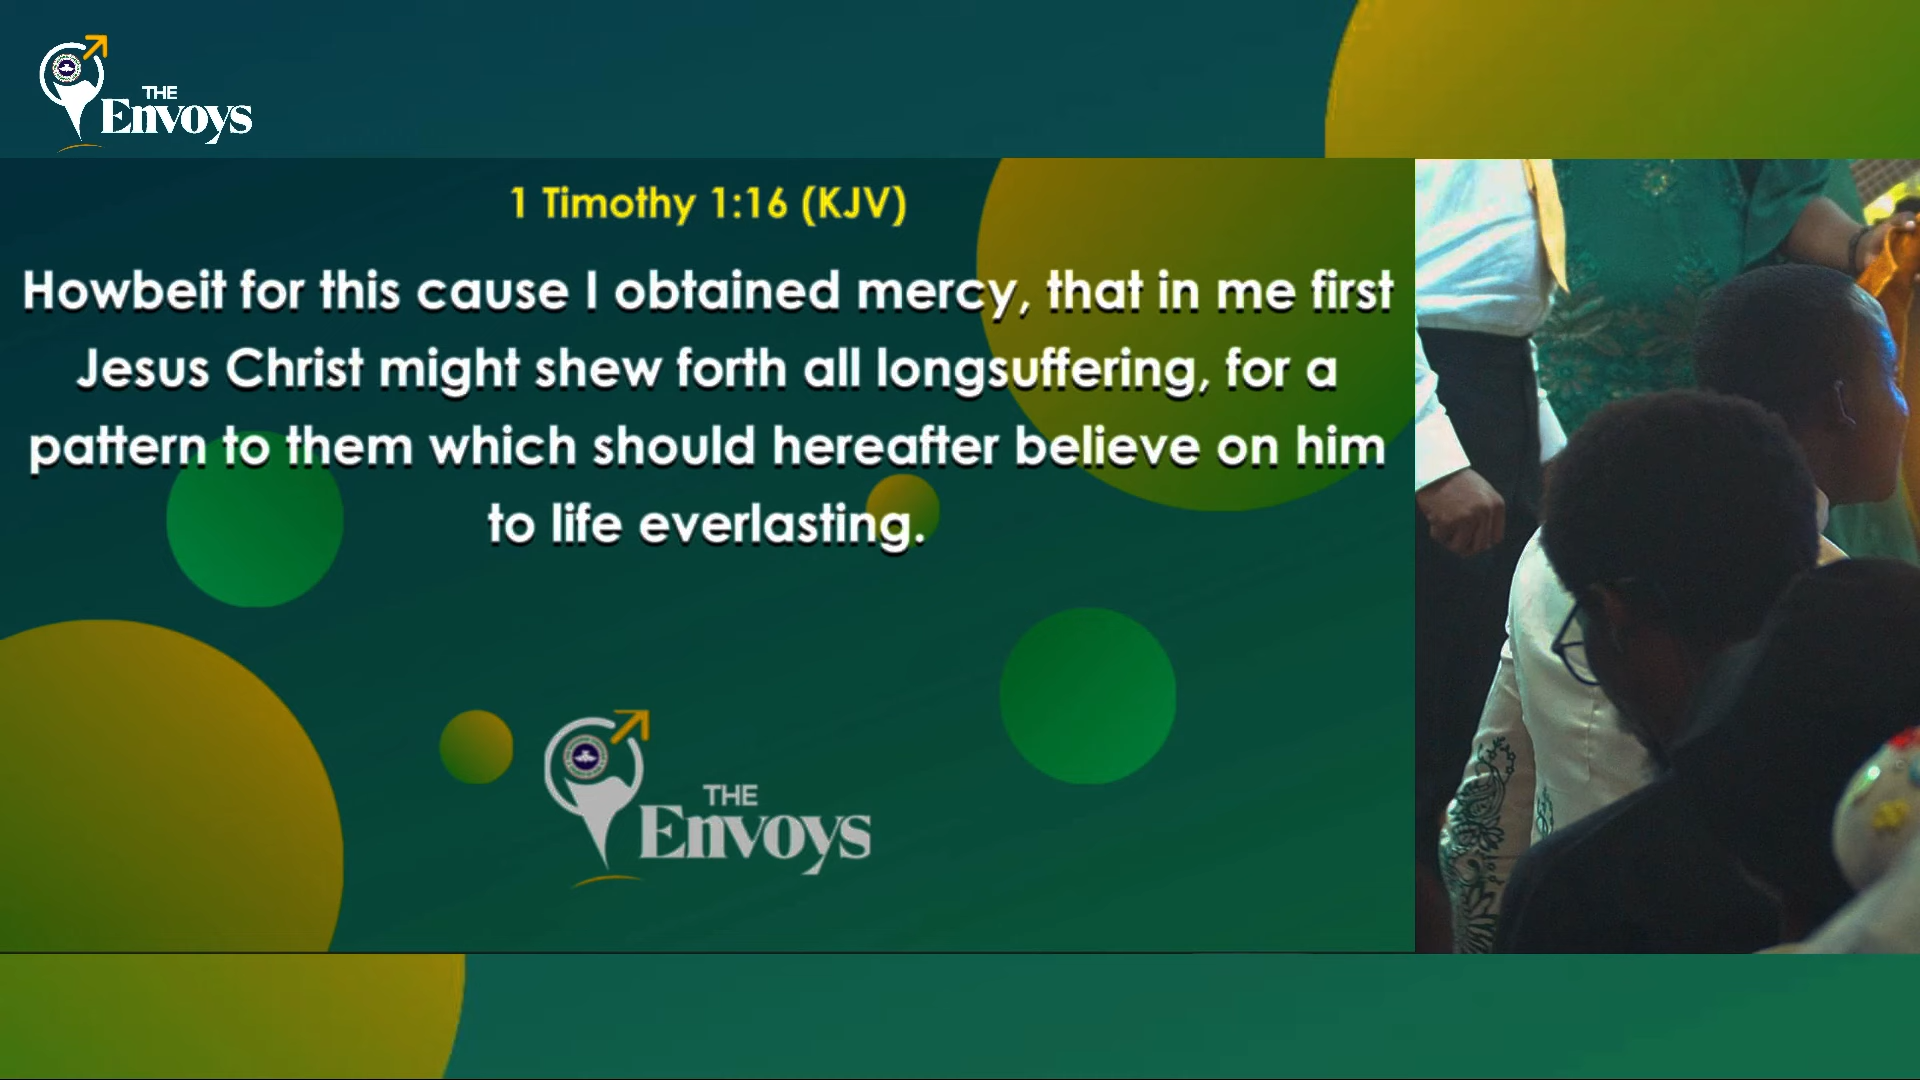 THE
Envoys
1 Timothy 1:16 (KJV)
Howbeit for this cause I obtained mercy, that in me first
Jesus Christ might shew forth all longsuffering, for a
pattern to them which should hereafter believe on him
to life everlasting.
THE
Envoys